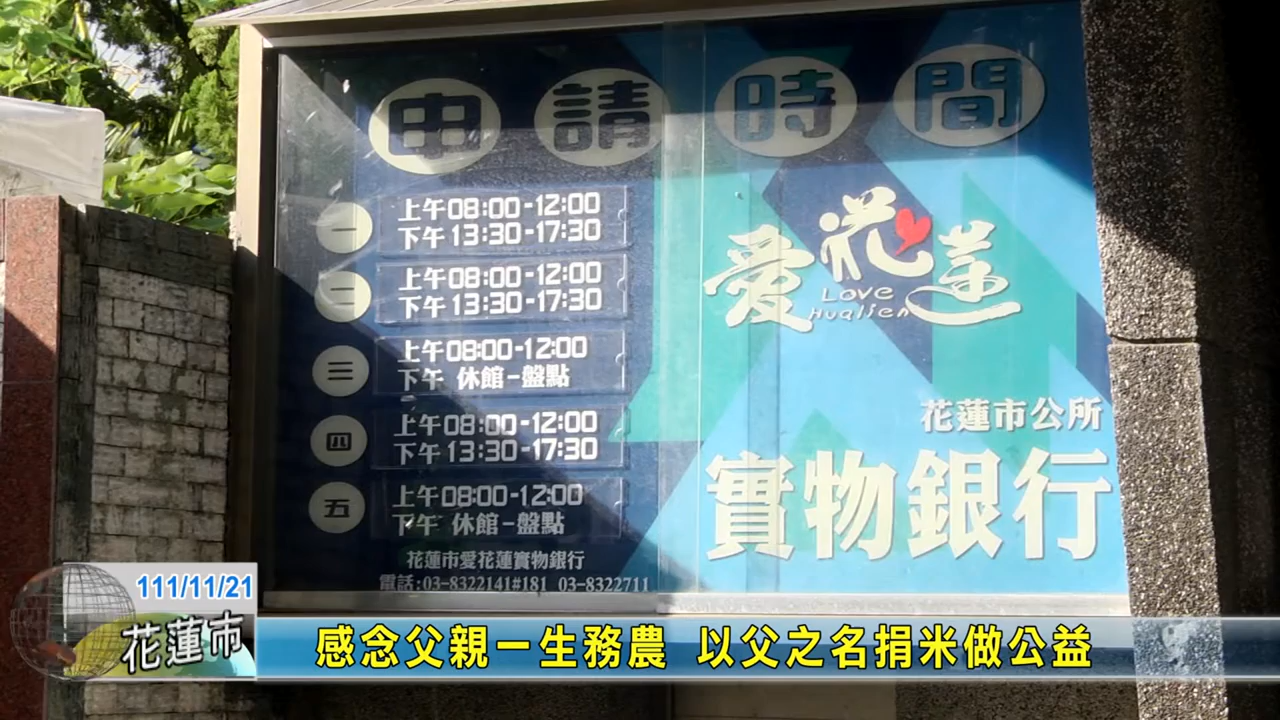 申請時間
一
上午08:00-12:00
下午13:30-17:30
二
上午08:00-12:00
下午13:30-17:30
三
上午08:00-12:00
下午 休館-盤點
四
上午08:00-12:00
下午13:30-17:30
五
上午08:00-12:00
下午 休館-盤點
花蓮市愛花蓮實物銀行
電話:03-8322141#181 03-8322711
愛花蓮
Love
Hualien
花蓮市公所
實物銀行
111/11/21
花蓮市
感念父親一生務農 以父之名捐米做公益